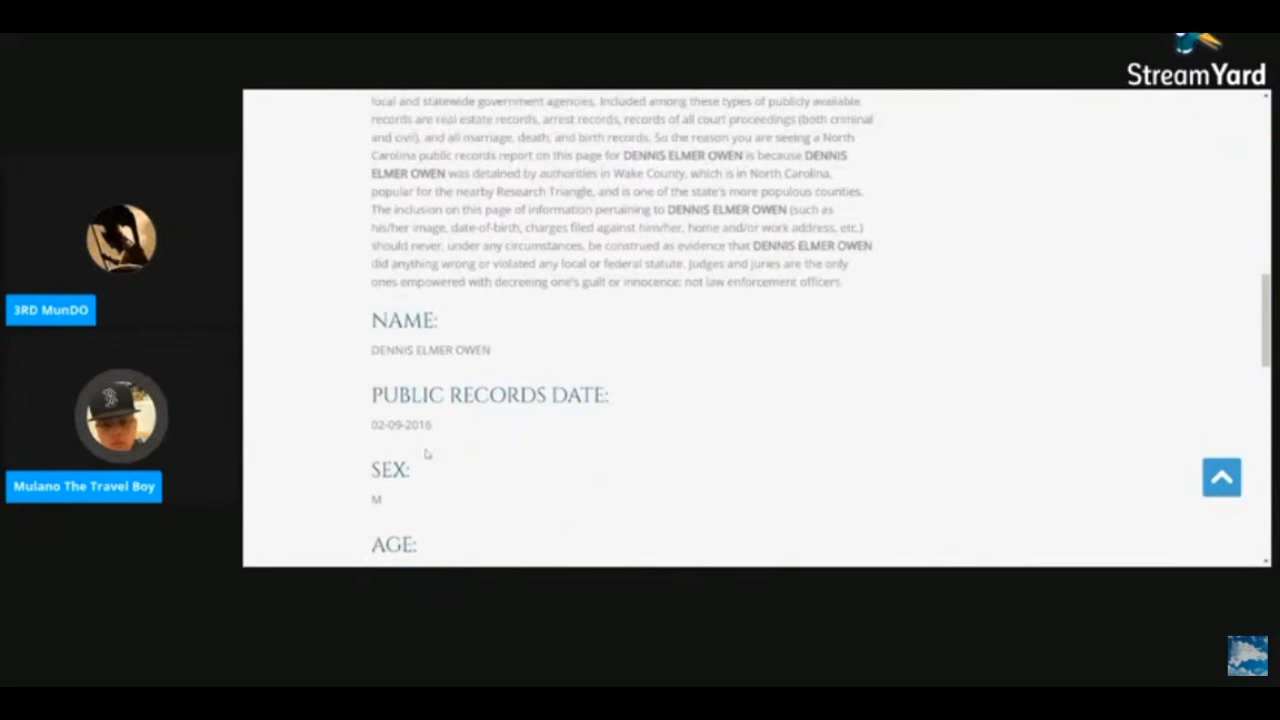 StreamYard
local and statewide government agencies. Included among these types of publicly available
records are real estate records, arrest records, records of all court proceedings (both criminal
and civil), and all marriage, death, and birth records. So the reason you are seeing a North
Carolina public records report on this page for DENNIS ELMER OWEN is because DENNIS
ELMER OWEN was detained by authorities in Wake County, which is in North Carolina,
popular for the nearby Research Triangle, and is one of the state's more populous counties.
The inclusion on this page of information pertaining to DENNIS ELMER OWEN (such as
his/her image, date-of-birth, charges filed against him/her, home and/or work address, etc.)
should never, under any circumstances, be construed as evidence that DENNIS ELMER OWEN
did anything wrong or violated any local or federal statute. Judges and juries are the only
ones empowered with decreeing one's guilt or innocence; not law enforcement officers.
NAME:
DENNIS ELMER OWEN
PUBLIC RECORDS DATE:
02-09-2016
SEX:
M
AGE:
3RD MunDO
Mulano The Travel Boy